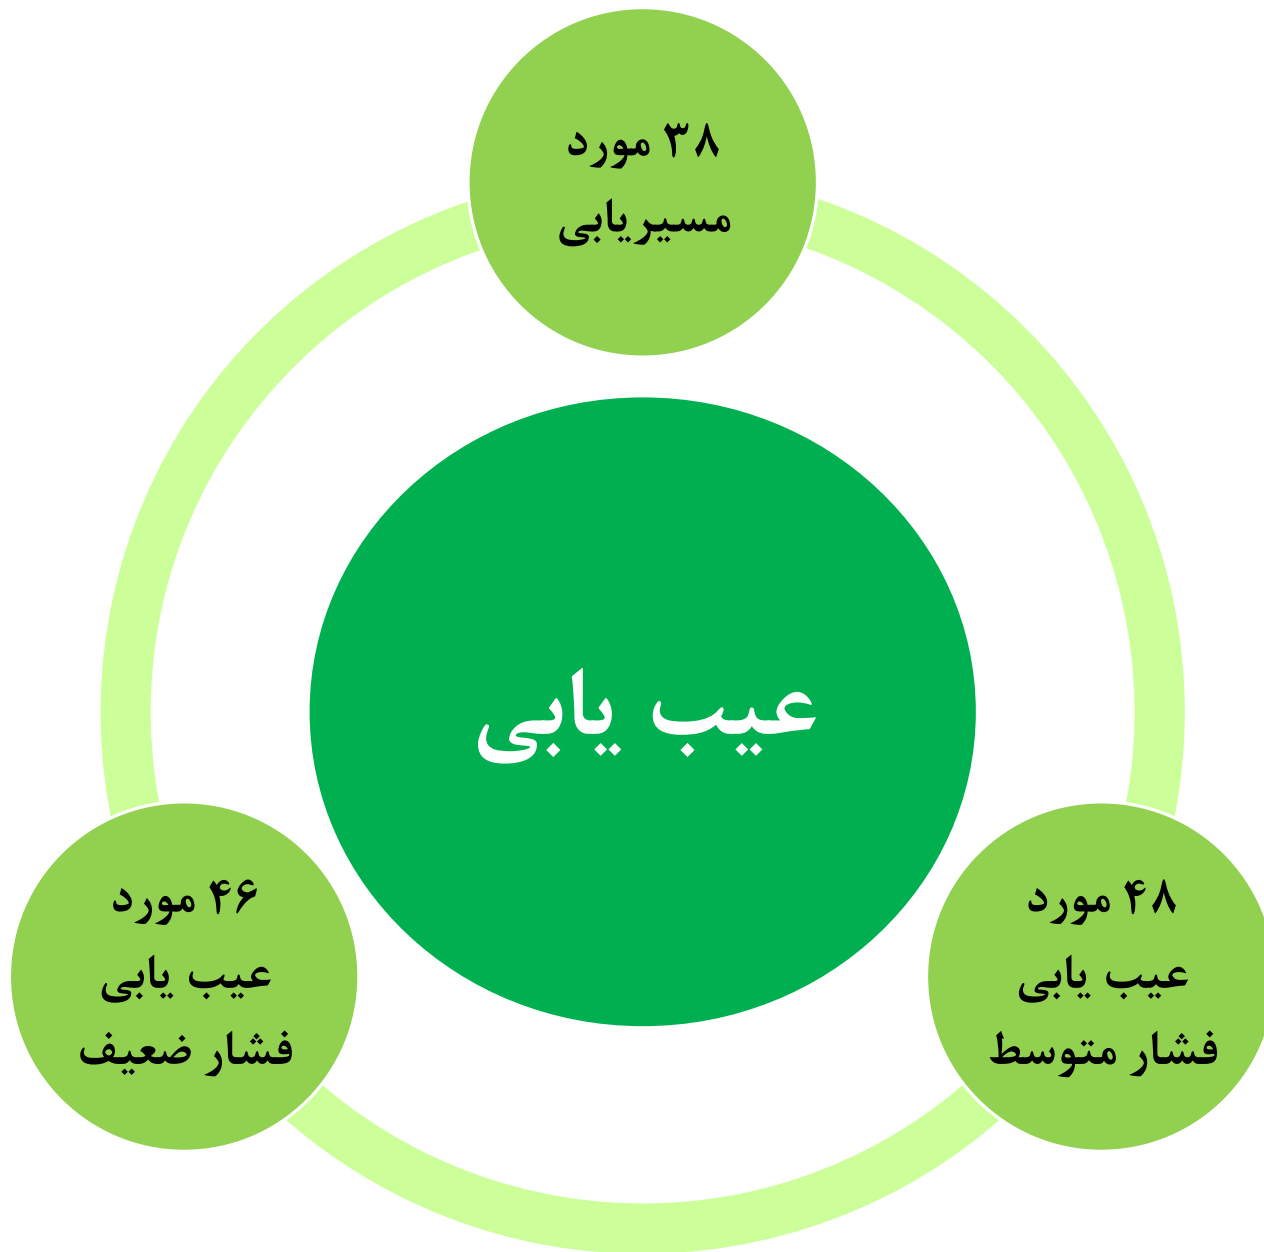 ۳۸ مورد
مسیریابی
عیب یابی
۴۸ مورد
عیب یابی
فشار متوسط
۴۶ مورد
عیب یابی
فشار ضعیف